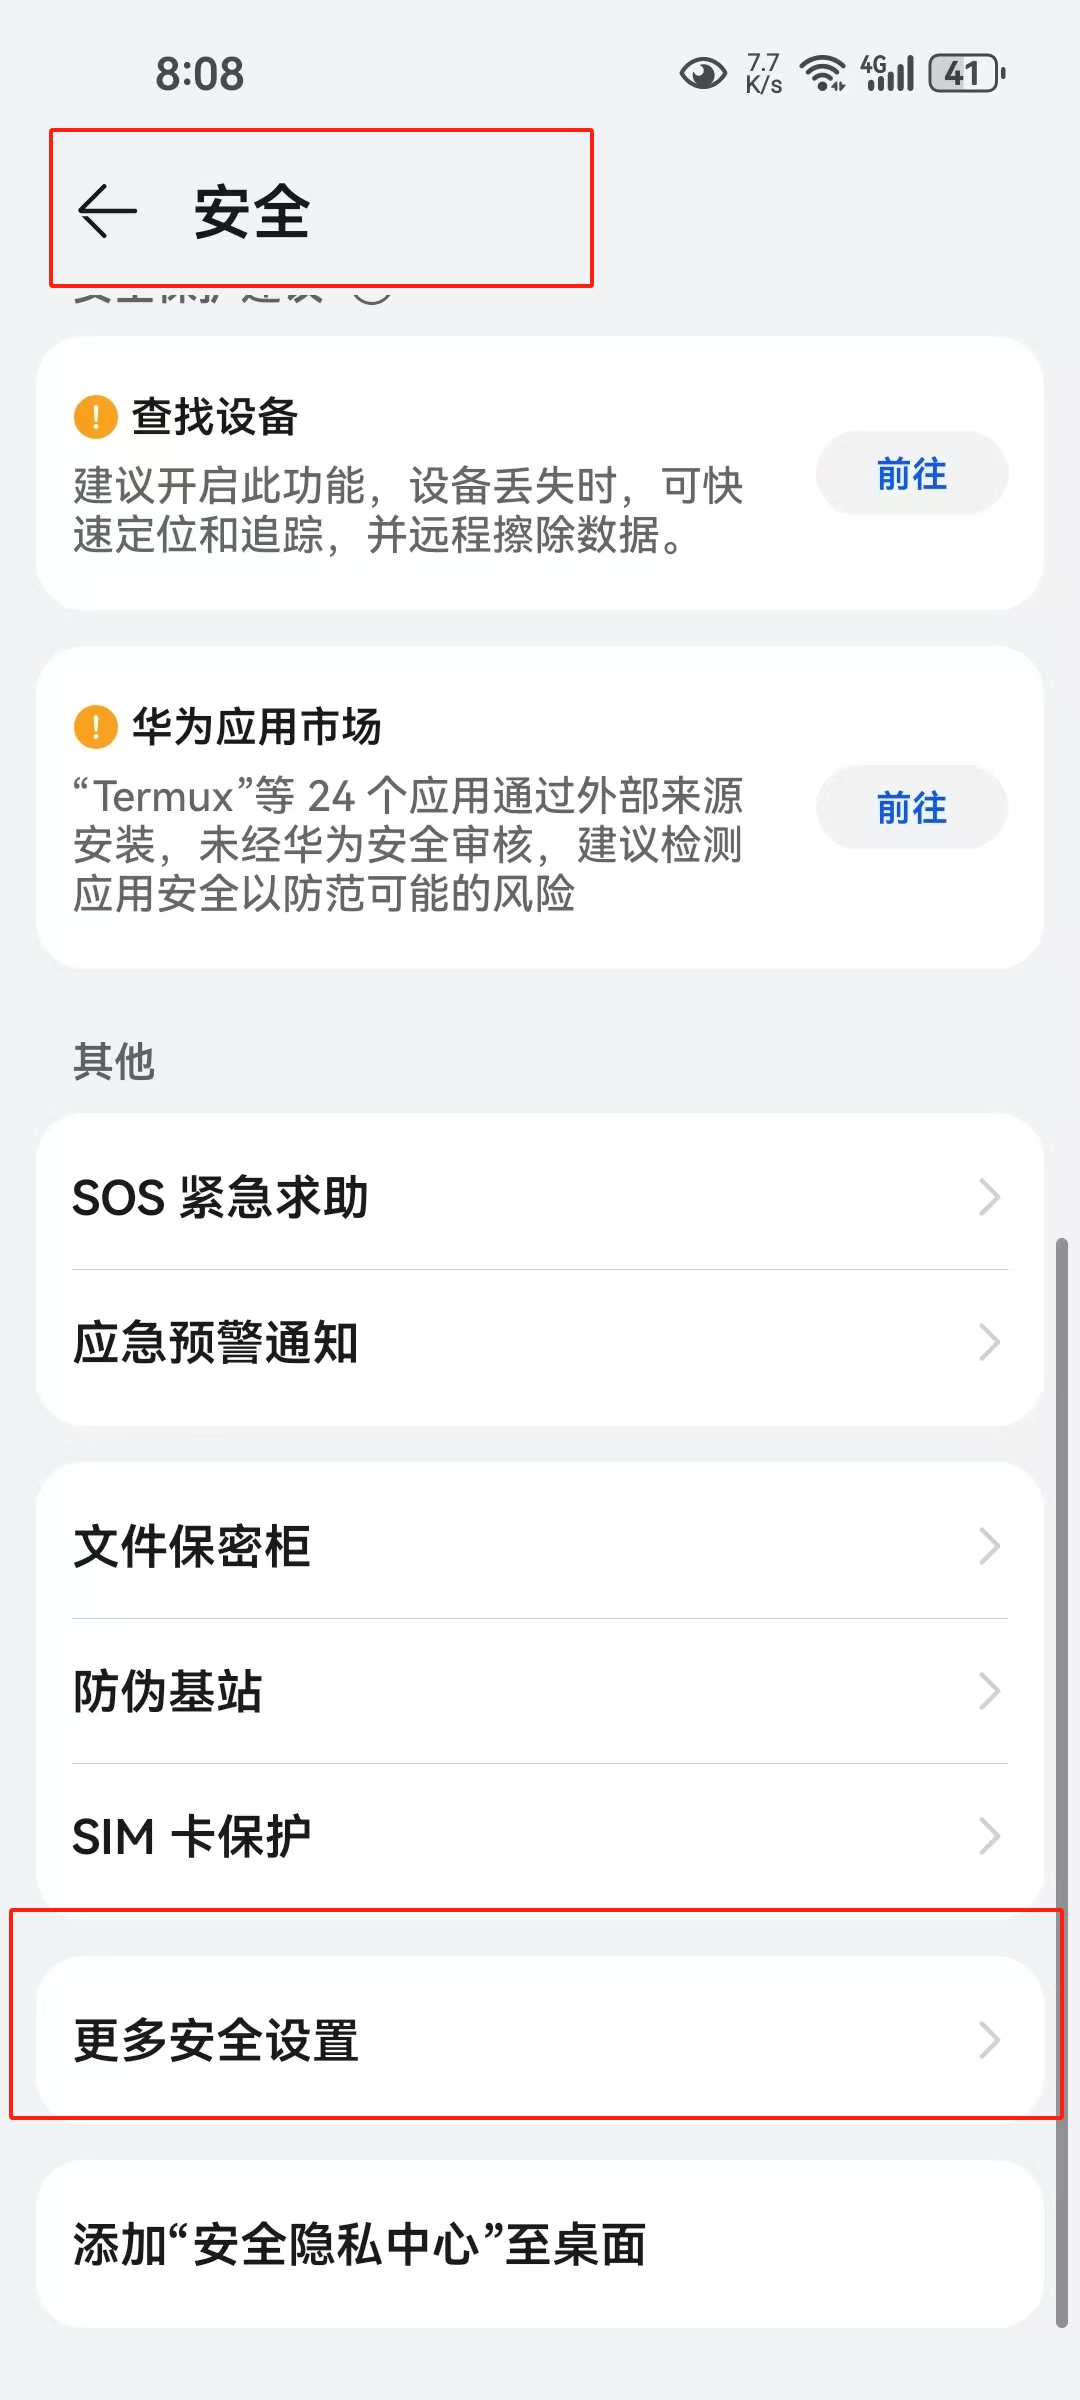 8:08
7.7
K/s
4G
41
安全
查找设备
建议开启此功能，设备丢失时，可快
速定位和追踪，并远程擦除数据。
前往
华为应用市场
“Termux”等 24 个应用通过外部来源
安装，未经华为安全审核，建议检测
应用安全以防范可能的风险
前往
其他
SOS 紧急求助
应急预警通知
文件保密柜
防伪基站
SIM 卡保护
更多安全设置
添加“安全隐私中心”至桌面